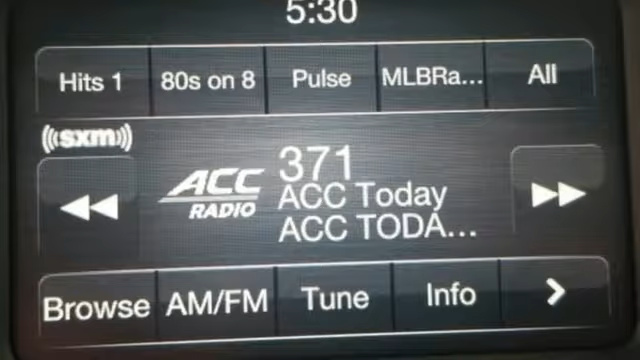 5:30
Hits 1 80s on 8 Pulse MLBRa... All
((sxm))
371
ACC RADIO
ACC Today
ACC TODA...
Browse AM/FM Tune Info